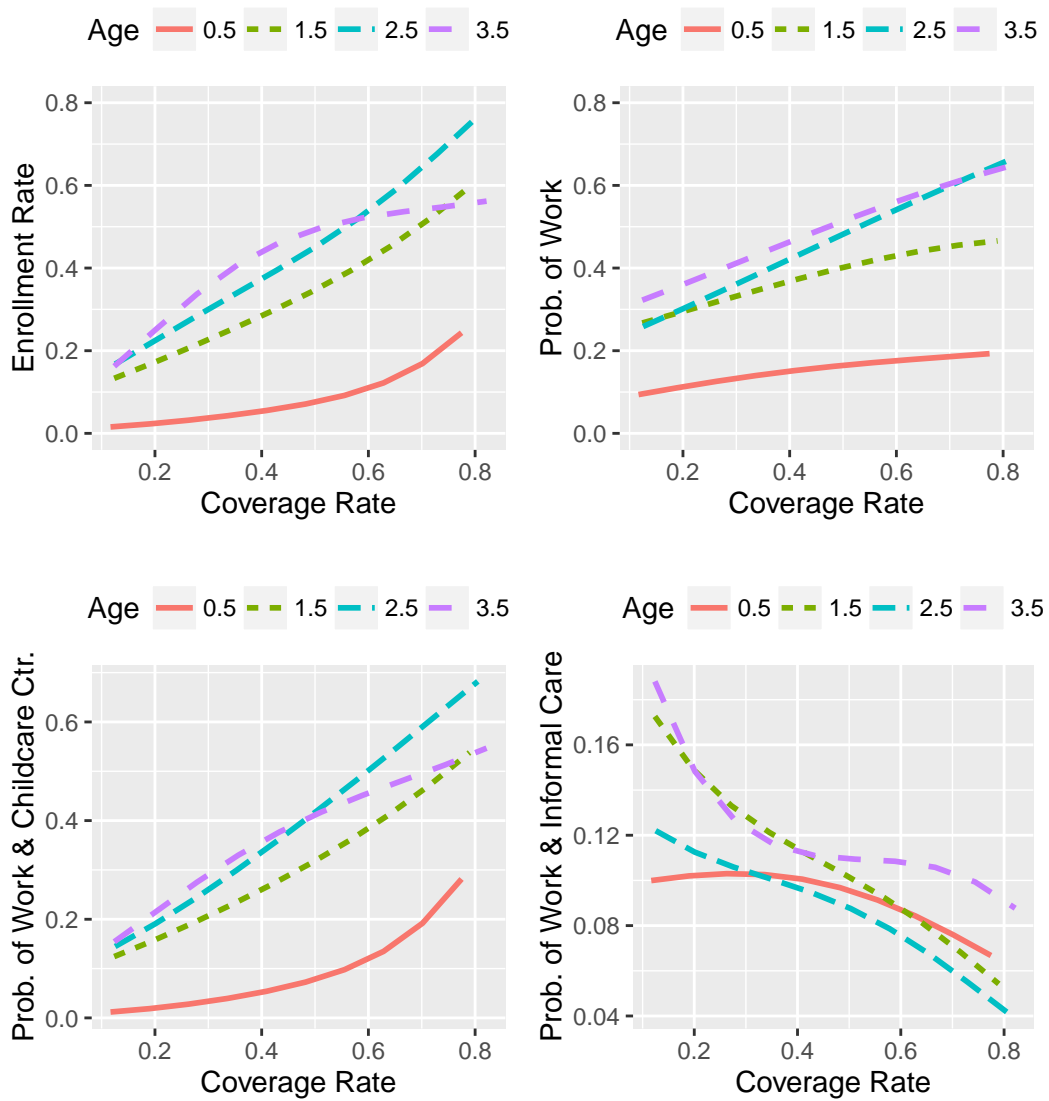 Age 0.5 1.5 2.5 3.5
Enrollment Rate
0.8
0.6
0.4
0.2
0.0
0.2 0.4 0.6 0.8
Coverage Rate
Age 0.5 1.5 2.5 3.5
Prob. of Work
0.8
0.6
0.4
0.2
0.0
0.2 0.4 0.6 0.8
Coverage Rate
Age 0.5 1.5 2.5 3.5
Prob. of Work & Childcare Ctr.
0.6
0.4
0.2
0.0
0.2 0.4 0.6 0.8
Coverage Rate
Age 0.5 1.5 2.5 3.5
Prob. of Work & Informal Care
0.16
0.12
0.08
0.04
0.2 0.4 0.6 0.8
Coverage Rate